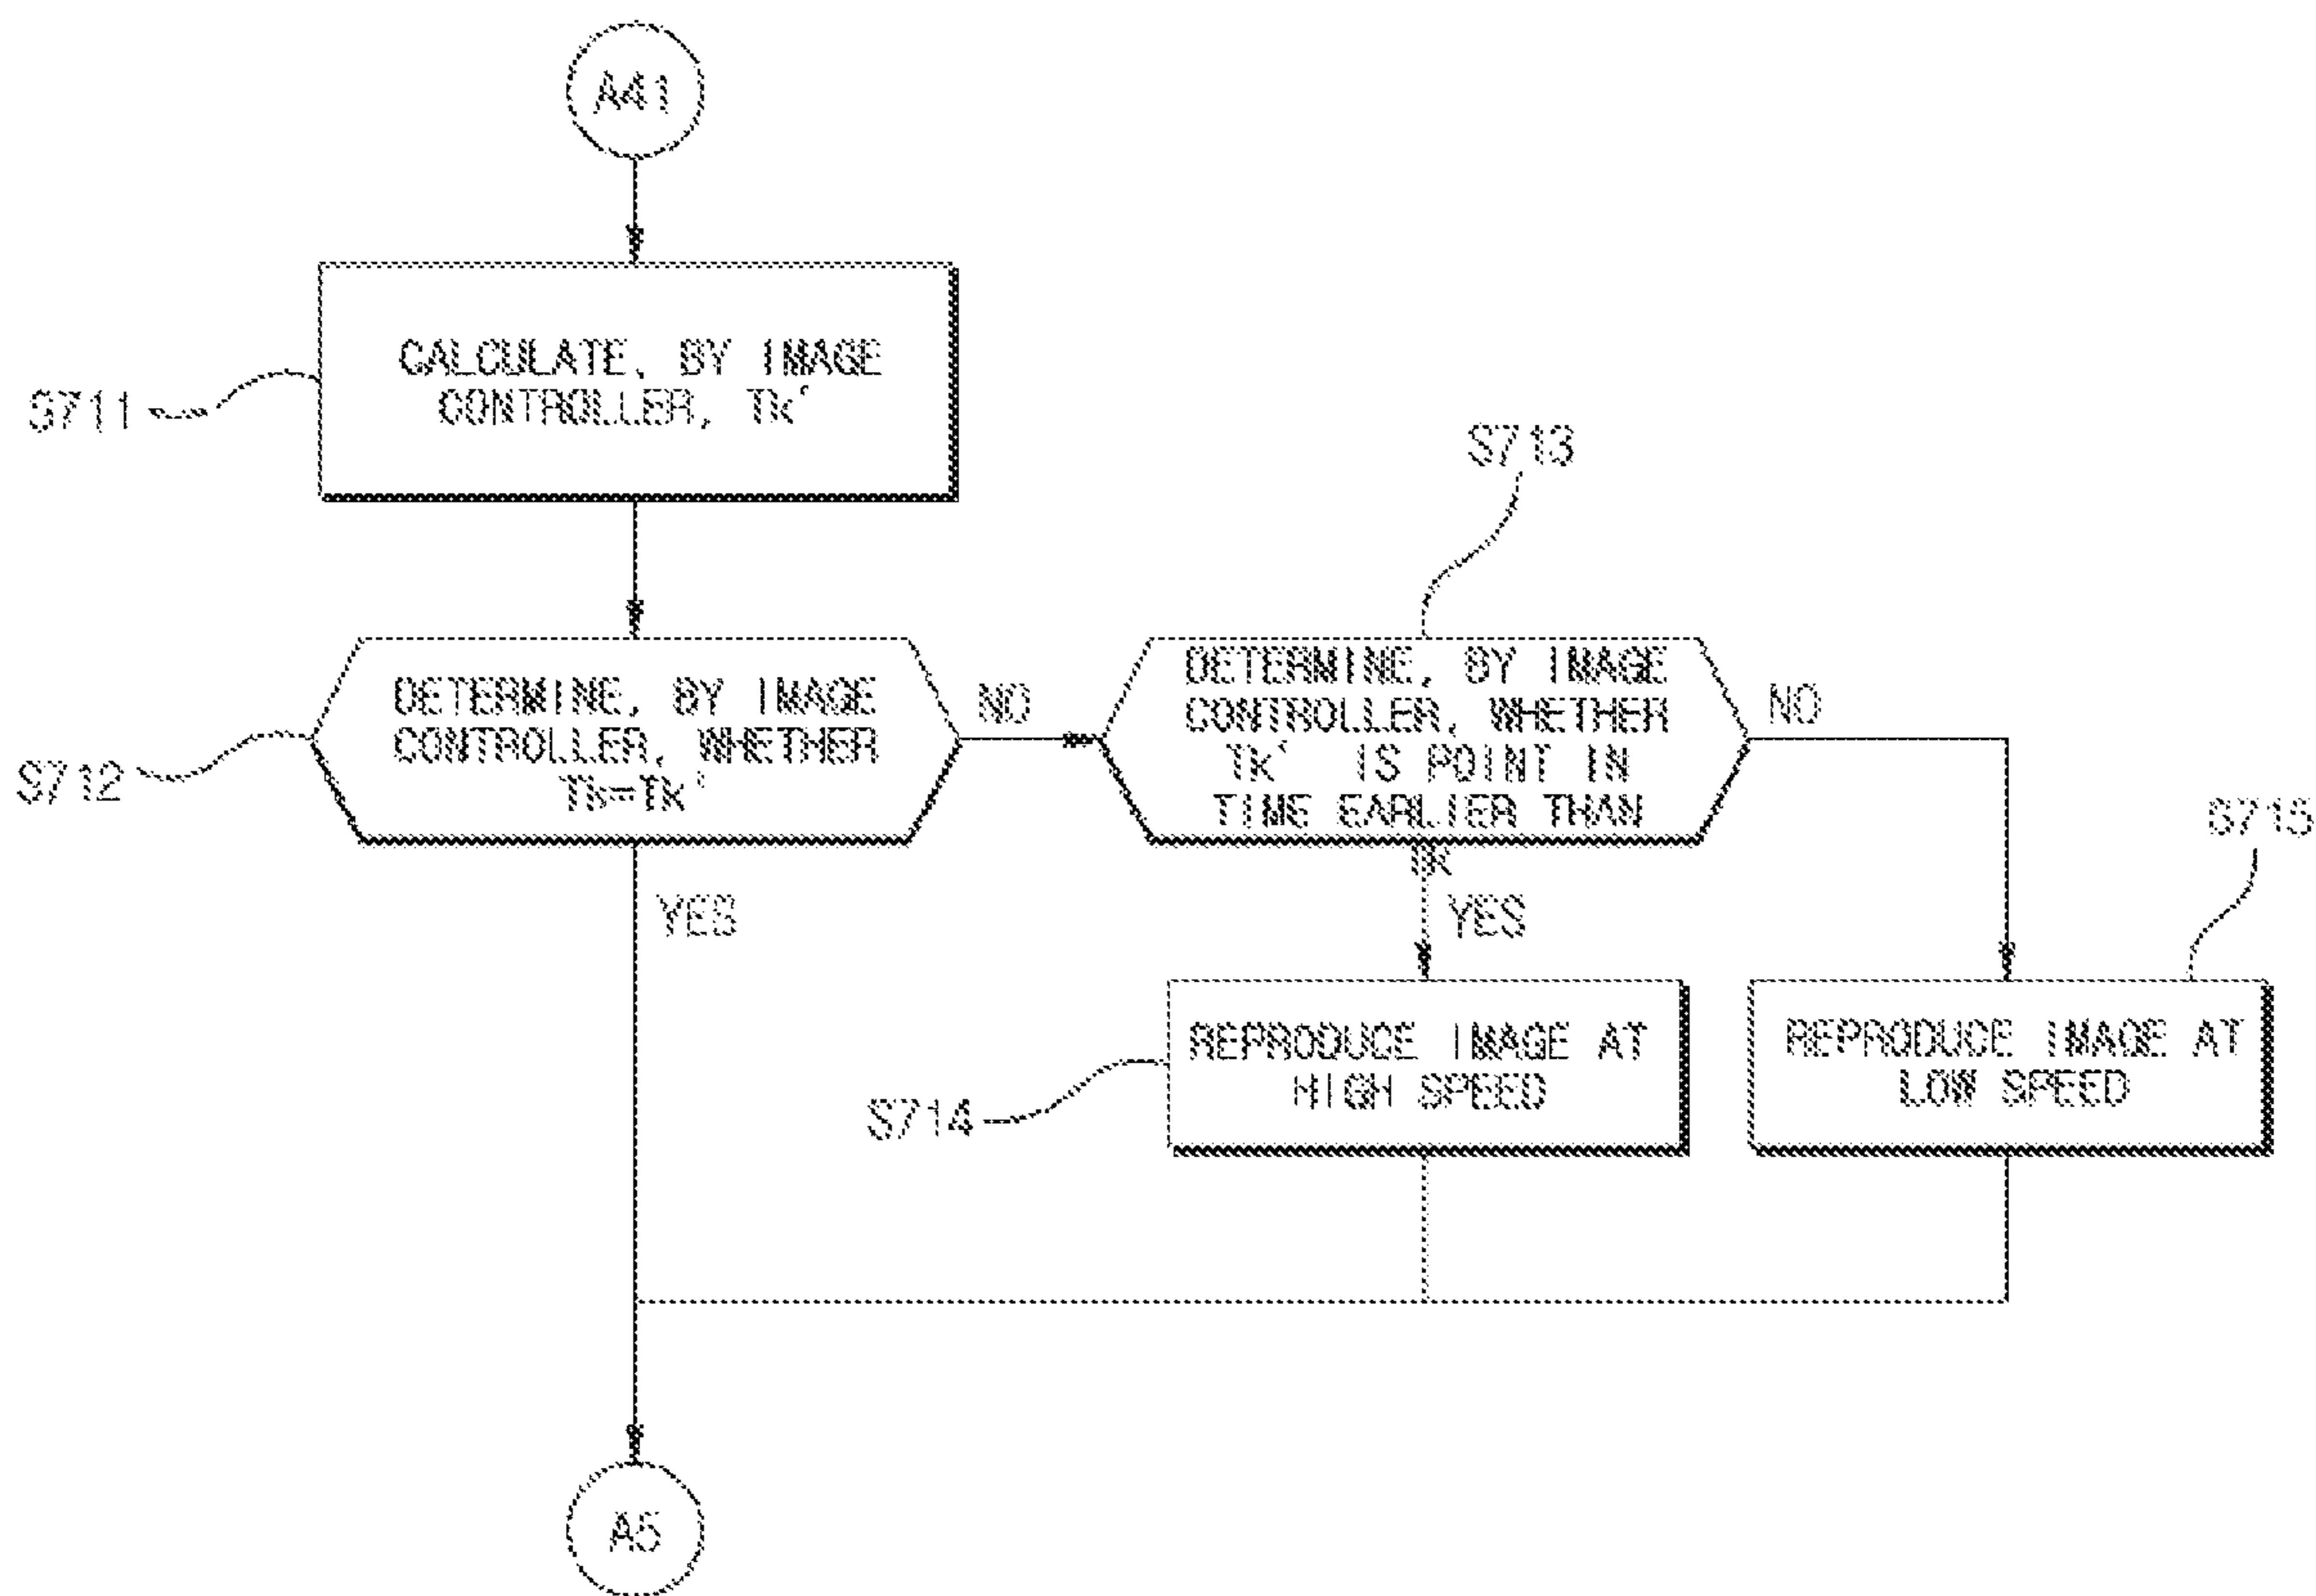 A41
CALCULATE, BY IMAGE
CONTROLLER, Tk'
S711
S713
DETERMINE, BY IMAGE
CONTROLLER, WHETHER
Tk=Tk'
NO
S712
DETERMINE, BY IMAGE
CONTROLLER, WHETHER
Tk' IS POINT IN
TIME EARLIER THAN
Tk
NO
S715
YES
YES
REPRODUCE IMAGE AT
HIGH SPEED
S714
REPRODUCE IMAGE AT
LOW SPEED
A5